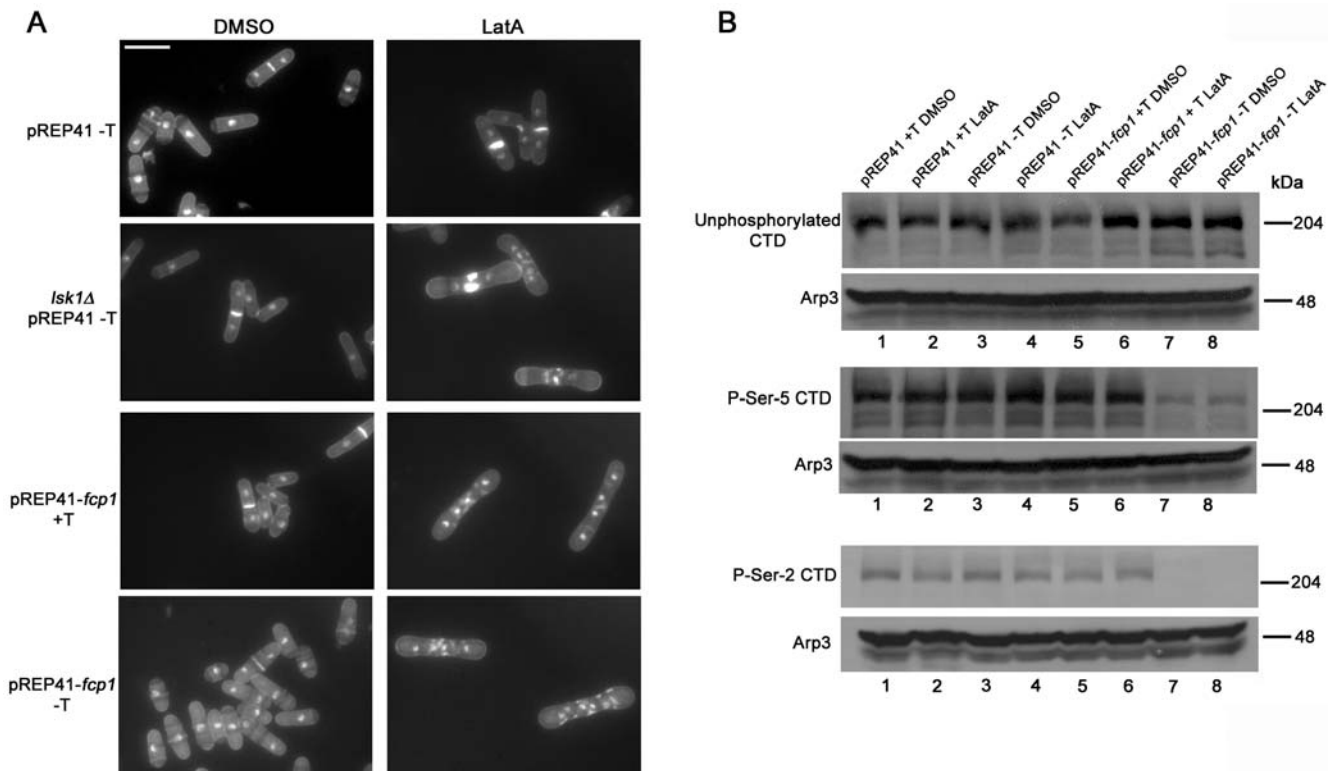 A
DMSO
LatA
pREP41 -T
lsk1Δ
pREP41 -T
pREP41-fcp1
+T
pREP41-fcp1
-T
B
pREP41 +T DMSO
pREP41 +T LatA
pREP41 -T DMSO
pREP41 -T LatA
pREP41-fcp1 +T DMSO
pREP41-fcp1 + T LatA
pREP41-fcp1 -T DMSO
pREP41-fcp1 -T LatA
kDa
Unphosphorylated
CTD
204
Arp3
48
1 2 3 4 5 6 7 8
P-Ser-5 CTD
204
Arp3
48
1 2 3 4 5 6 7 8
P-Ser-2 CTD
204
Arp3
48
1 2 3 4 5 6 7 8